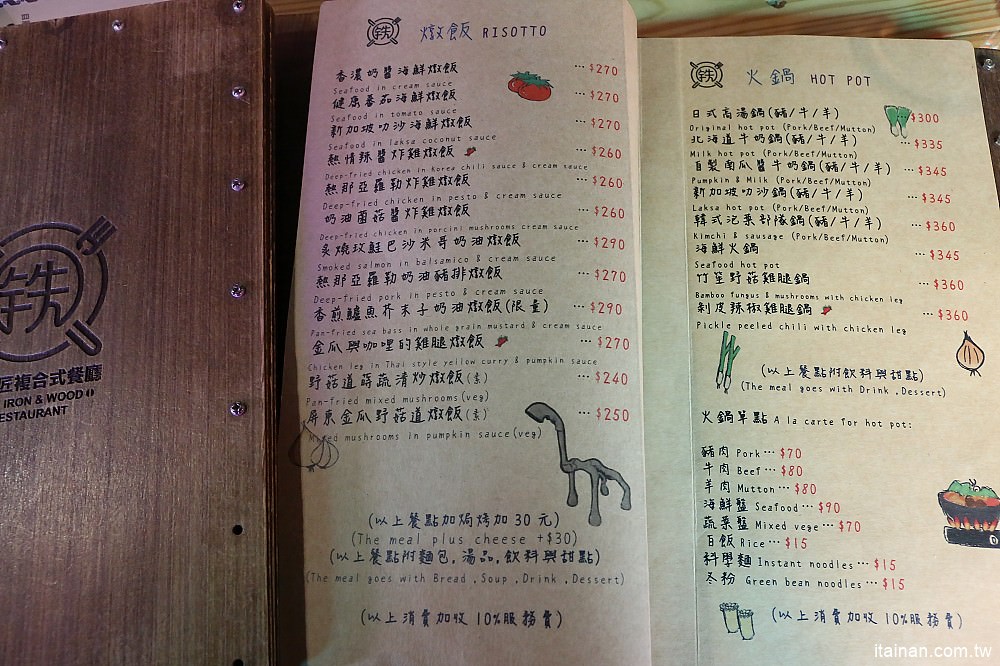 鉄
匠複合式餐廳
IRON & WOOD
RESTAURANT
鉄
燉飯 RISOTTO
香濃奶醬海鮮燉飯 … $270
Seafood in cream sauce
健康番茄海鮮燉飯 … $270
Seafood in tomato sauce
新加坡叻沙海鮮燉飯 … $270
Seafood in laksa coconut sauce
熱情辣醬炸雞燉飯 … $260
Deep-fried chicken in Korea chili sauce & cream sauce
熱那亞羅勒炸雞燉飯 … $260
Deep-fried chicken in pesto & cream sauce
奶油菌菇醬炸雞燉飯 … $260
Deep-fried chicken in porcini mushrooms cream sauce
炙燒玫鮭巴沙米哥奶油燉飯 … $290
Smoked salmon in balsamico & cream sauce
熱那亞羅勒奶油豬排燉飯 … $270
Deep-fried pork in pesto & cream sauce
香煎鱸魚芥末子奶油燉飯(限量) … $290
Pan-fried sea bass in whole grain mustard & cream sauce
金瓜與咖哩的雞腿燉飯 … $270
Chicken leg in Thai style yellow curry & pumpkin sauce
野菇道蒔蔬清炒燉飯(素) … $240
Pan-fried mixed mushrooms(veg)
屏東金瓜野菇道燉飯(素) … $250
Mixed mushrooms in pumpkin sauce(veg)
(以上餐點加焗烤加 30 元)
(The meal plus cheese +$30)
(以上餐點附麵包,湯品,飲料與甜點)
(The meal goes with Bread ,Soup ,Drink ,Dessert)
(以上消費加收 10%服務費)
鉄
火鍋 HOT POT
日式高湯鍋(豬/牛/羊) … $300
Original hot pot (Pork/Beef/Mutton)
北海道牛奶鍋(豬/牛/羊) … $335
Milk hot pot (Pork/Beef/Mutton)
自製南瓜醬牛奶鍋(豬/牛/羊) … $345
Pumpkin & Milk (Pork/Beef/Mutton)
新加坡叻沙鍋(豬/牛/羊) … $345
Laksa hot pot (Pork/Beef/Mutton)
韓式泡菜部隊鍋(豬/牛/羊) … $360
Kimchi & sausage (Pork/Beef/Mutton)
海鮮火鍋 … $345
Seafood hot pot
竹笙野菇雞腿鍋 … $360
Bamboo fungus & mushrooms with chicken leg
剝皮辣椒雞腿鍋 … $360
Pickle peeled chili with chicken leg
(以上餐點附飲料與甜點)
(The meal goes with Drink ,Dessert)
火鍋單點 A la carte for hot pot:
豬肉 Pork … $70
牛肉 Beef … $80
羊肉 Mutton … $80
海鮮盤 Seafood … $90
蔬菜盤 Mixed vege … $70
白飯 Rice … $15
科學麵 Instant noodles … $15
冬粉 Green bean noodles … $15
(以上消費加收 10%服務費)
itainan.com.tw